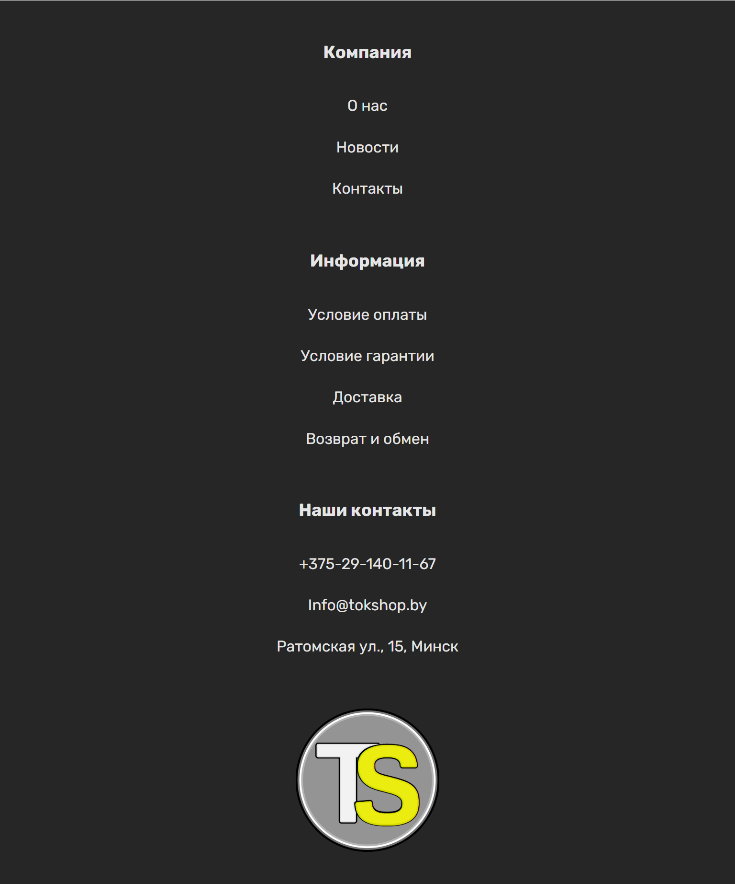 Компания
О нас
Новости
Контакты
Информация
Условие оплаты
Условие гарантии
Доставка
Возврат и обмен
Наши контакты
+375-29-140-11-67
Info@tokshop.by
Ратомская ул., 15, Минск
TS